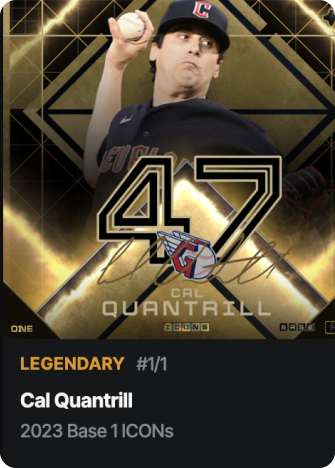 C
47
CAL
QUANTRILL
ONE ICONS BASE
LEGENDARY #1/1
Cal Quantrill
2023 Base 1 ICONs